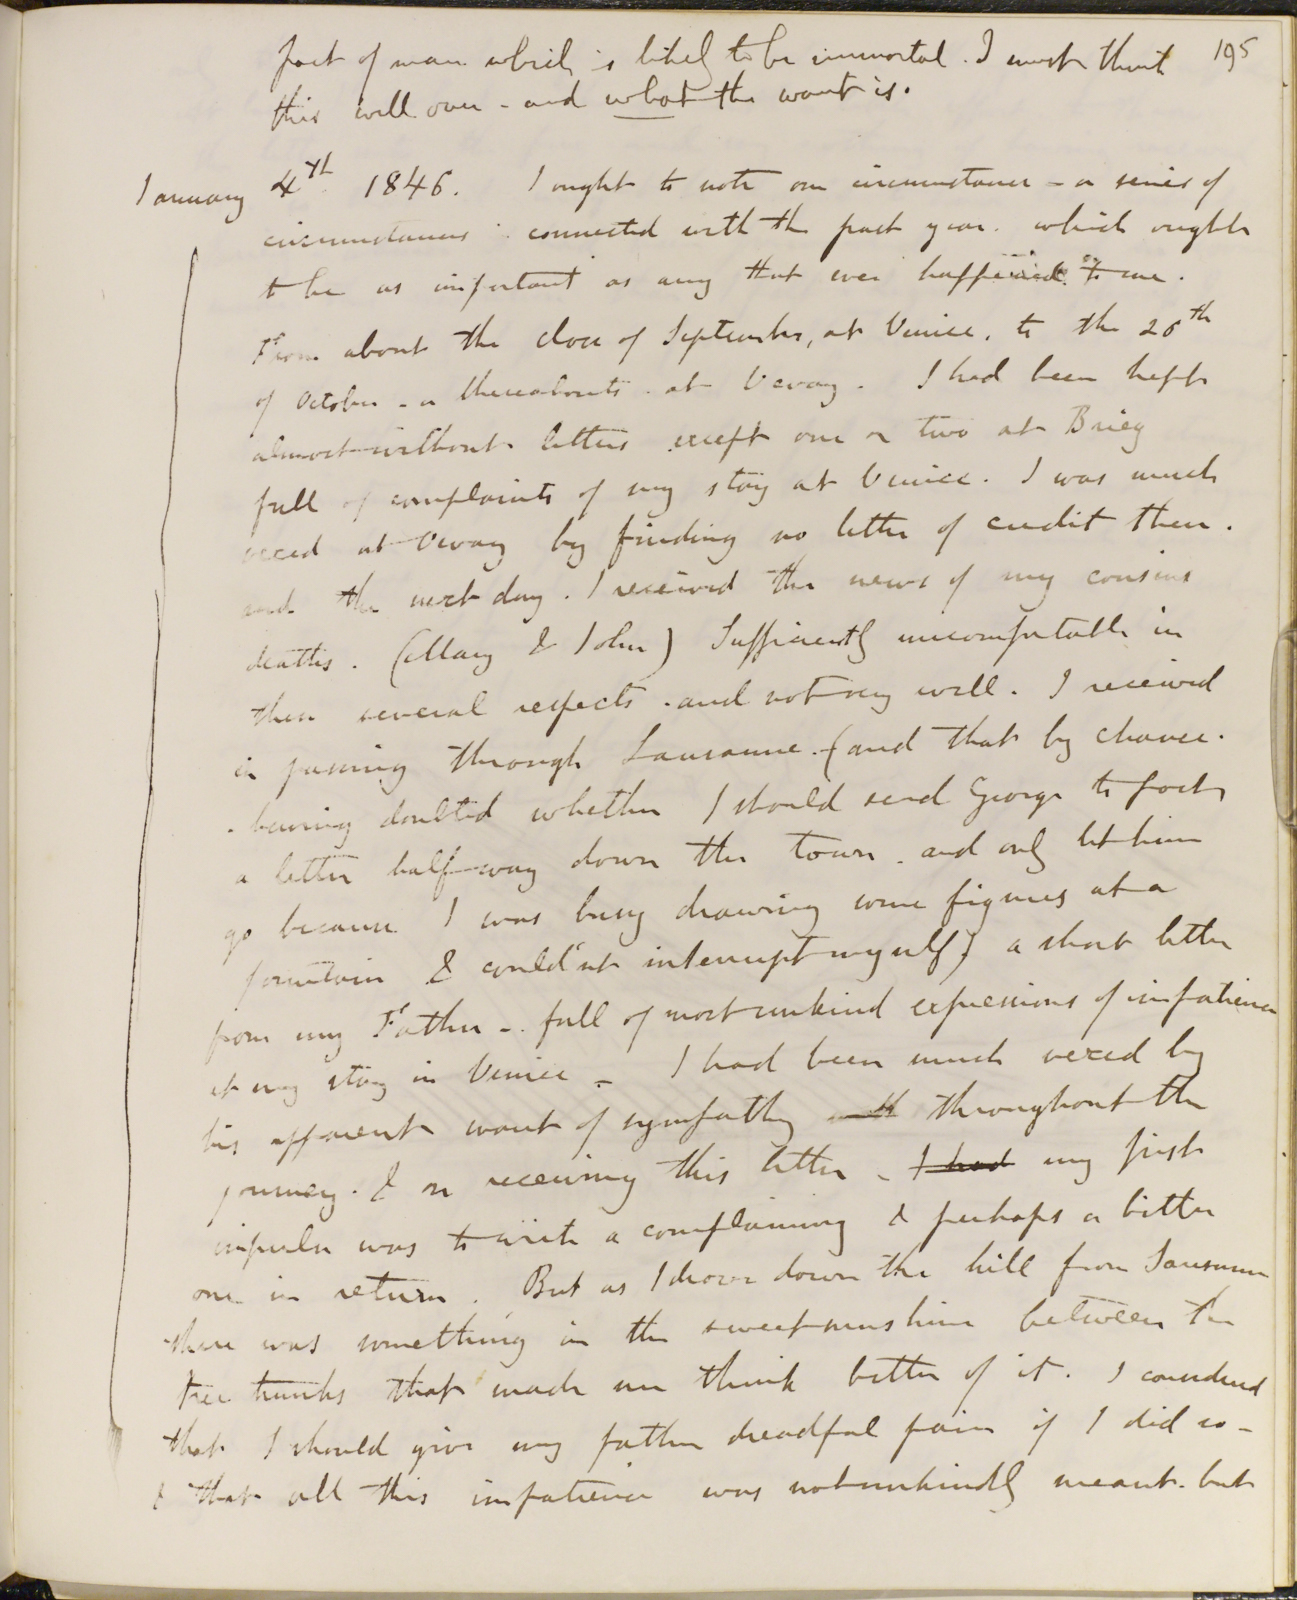 195
part of man which is likely to be immortal. I must think
this well over - and what the want is.
January 4th 1846. I ought to note one circumstance - a series of
circumstances - connected with the past year. which ought
to be as important as any that ever happened to me.
From about the close of September, at Venice, to the 26th
of October - or thereabouts - at Vevay. I had been kept
almost without letters except one or two at Brieg
full of complaints of my stay at Venice. I was much
vexed at Vevay by finding no letter of credit there.
and the next day. I received the news of my cousins
deaths. (Mary & John) Sufficiently uncomfortable in
these several respects. and not very well. I received
in passing through Lausanne. (and that by chance.
- having doubted whether I should send George to post
a letter half way down the town. and only let him
go because I was busy drawing some figures at a
fountain & could'nt interrupt myself) a short letter
from my Father - full of most unkind expressions of impatience
at my stay in Venice - I had been much vexed by
his apparent want of sympathy throughout the
journey. & on receiving this letter - I had my first
impulse was to write a complaining & perhaps a bitter
one in return. But as I drove down the hill from Lausanne
there was something in the sweet sunshine between the
tree trunks that made me think better of it. I considered
that I should give my father dreadful pain if I did so -
& that all this impatience was not unkindly meant. but